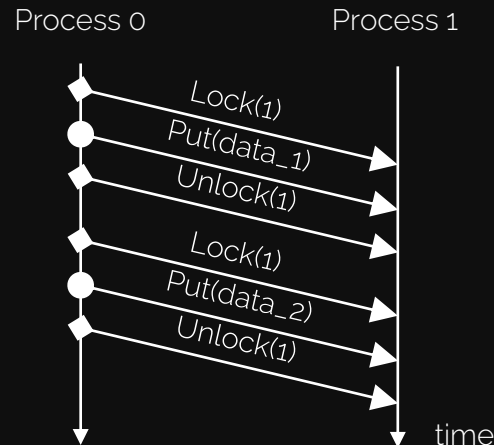 Process 0
Process 1
Lock(1)
Put(data_1)
Unlock(1)
Lock(1)
Put(data_2)
Unlock(1)
time